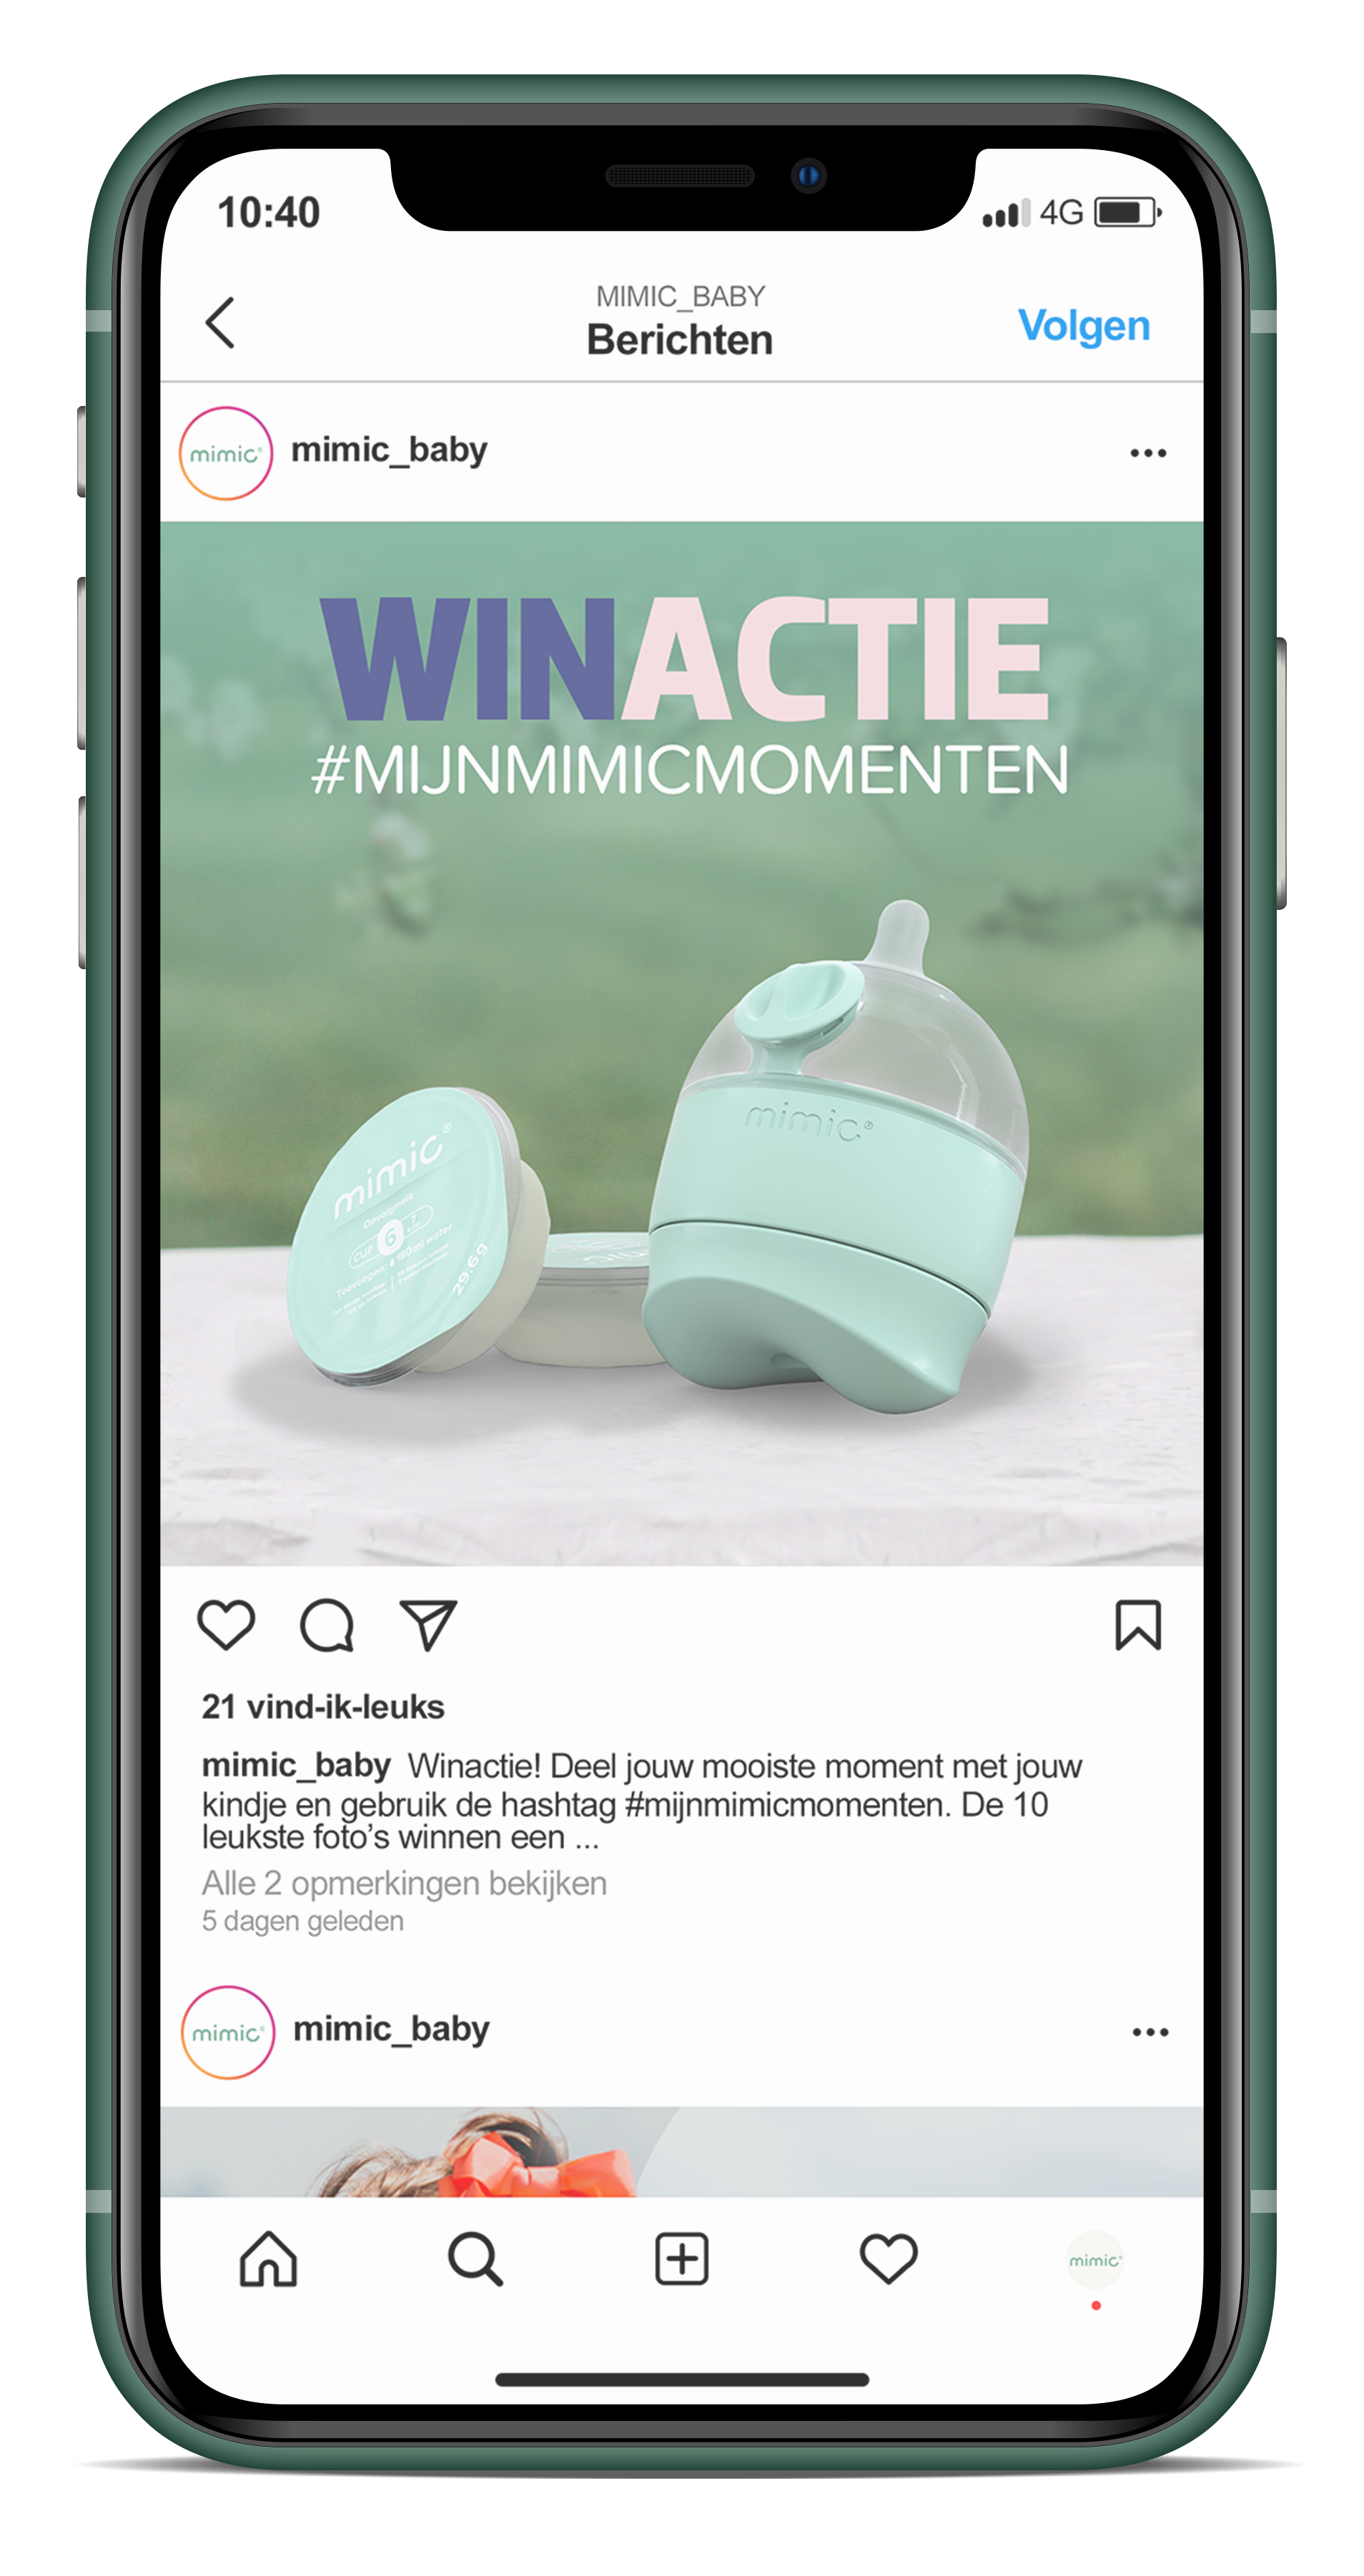 10:40
4G
MIMIC_BABY
Berichten
Volgen
mimic®
mimic_baby
WINACTIE
#MIJNMIMICMOMENTEN
mimic®
mimic®
Opvolgmelk
CUP 6
Toevoegen: 180ml water
29.6g
21 vind-ik-leuks
mimic_baby Winactie! Deel jouw mooiste moment met jouw
kindje en gebruik de hashtag #mijnmimicmomenten. De 10
leukste foto’s winnen een ...
Alle 2 opmerkingen bekijken
5 dagen geleden
mimic®
mimic_baby
mimic®